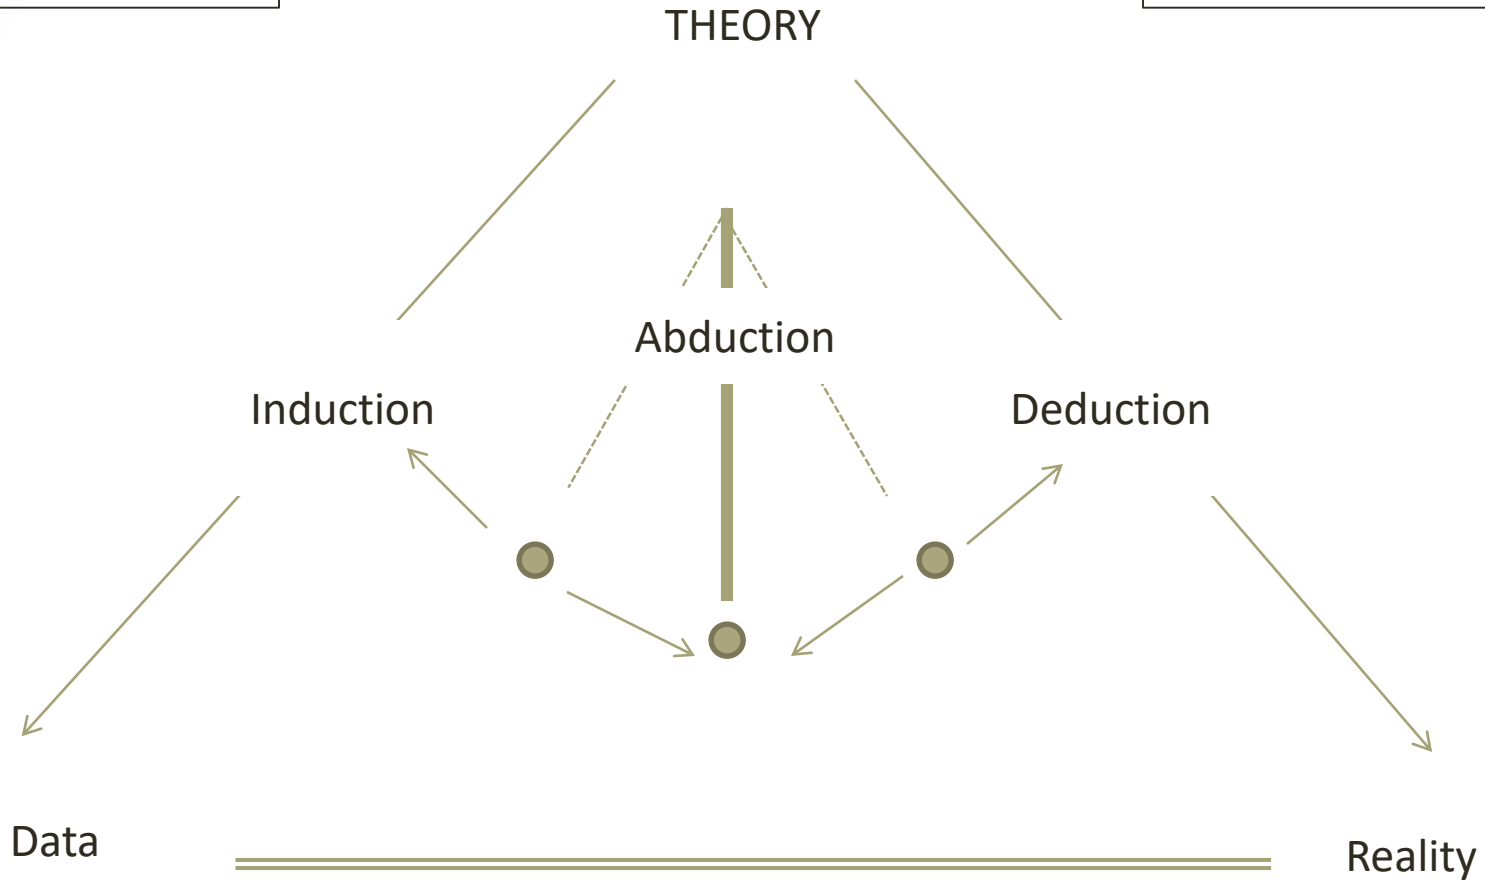 THEORY
Abduction
Induction
Deduction
Data
Reality